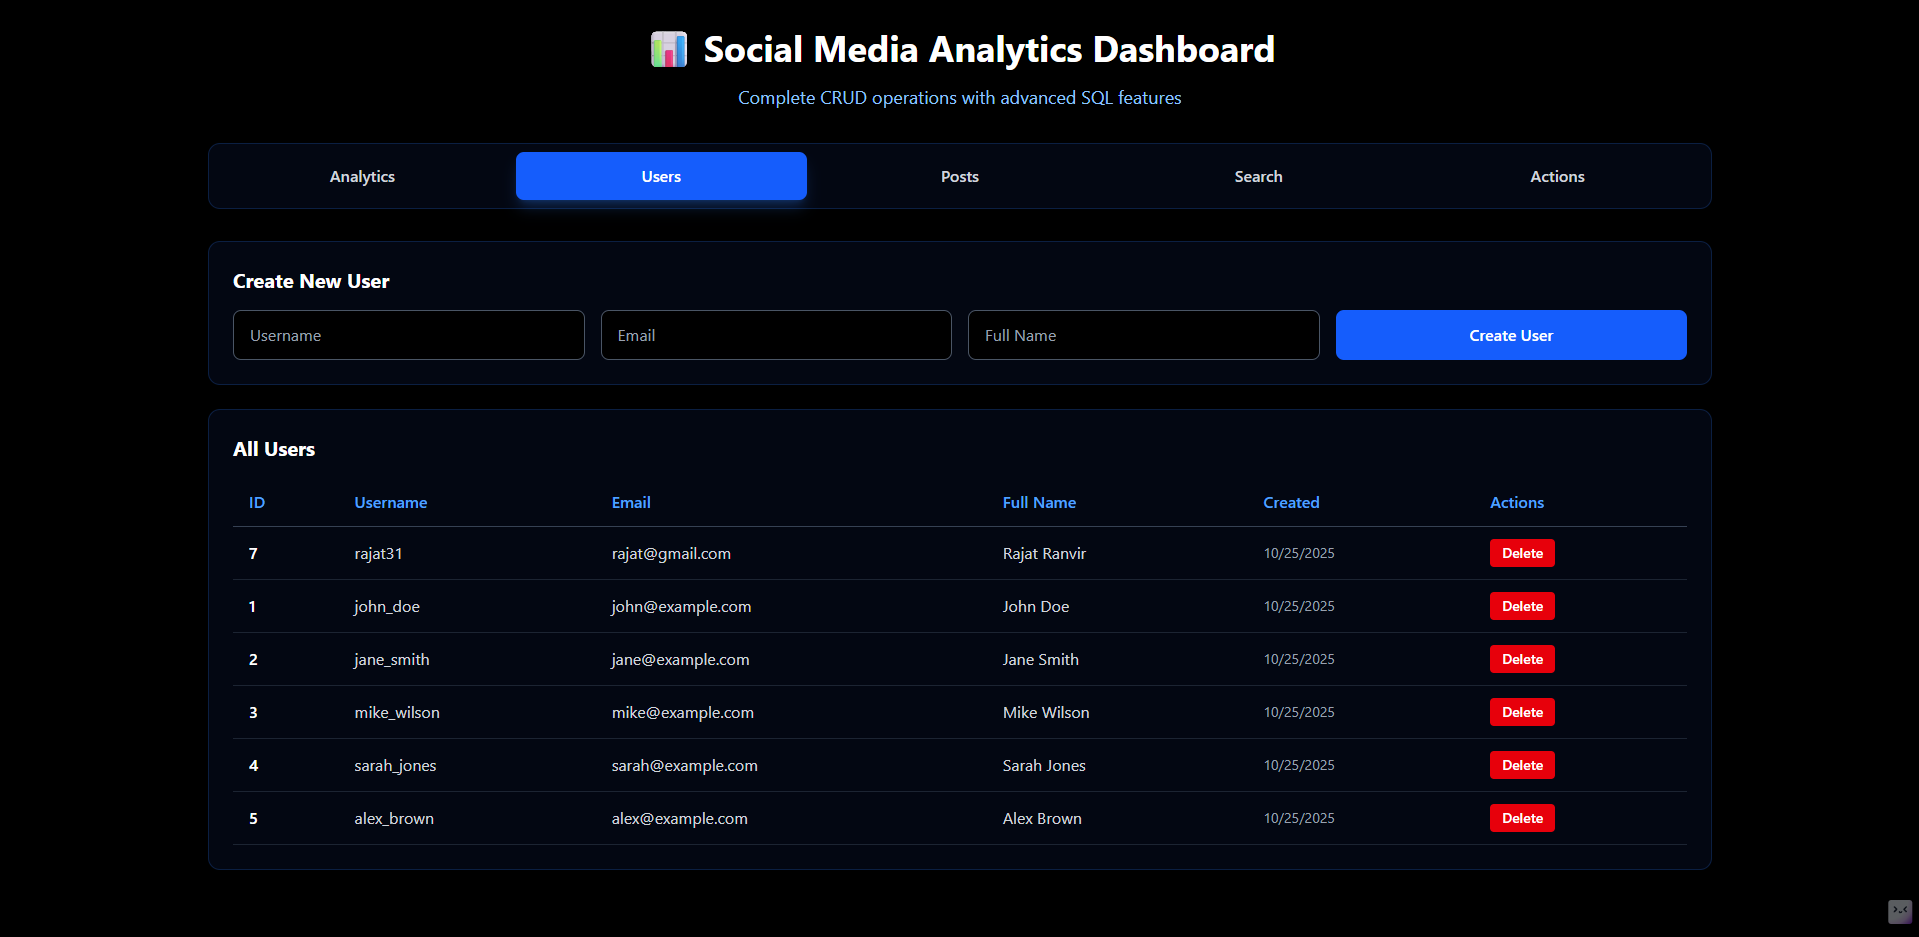 Social Media Analytics Dashboard
Complete CRUD operations with advanced SQL features
Analytics Users Posts Search Actions
Create New User
Username Email Full Name Create User
All Users
ID Username Email Full Name Created Actions
7 rajat31 rajat@gmail.com Rajat Ranvir 10/25/2025 Delete
1 john_doe john@example.com John Doe 10/25/2025 Delete
2 jane_smith jane@example.com Jane Smith 10/25/2025 Delete
3 mike_wilson mike@example.com Mike Wilson 10/25/2025 Delete
4 sarah_jones sarah@example.com Sarah Jones 10/25/2025 Delete
5 alex_brown alex@example.com Alex Brown 10/25/2025 Delete